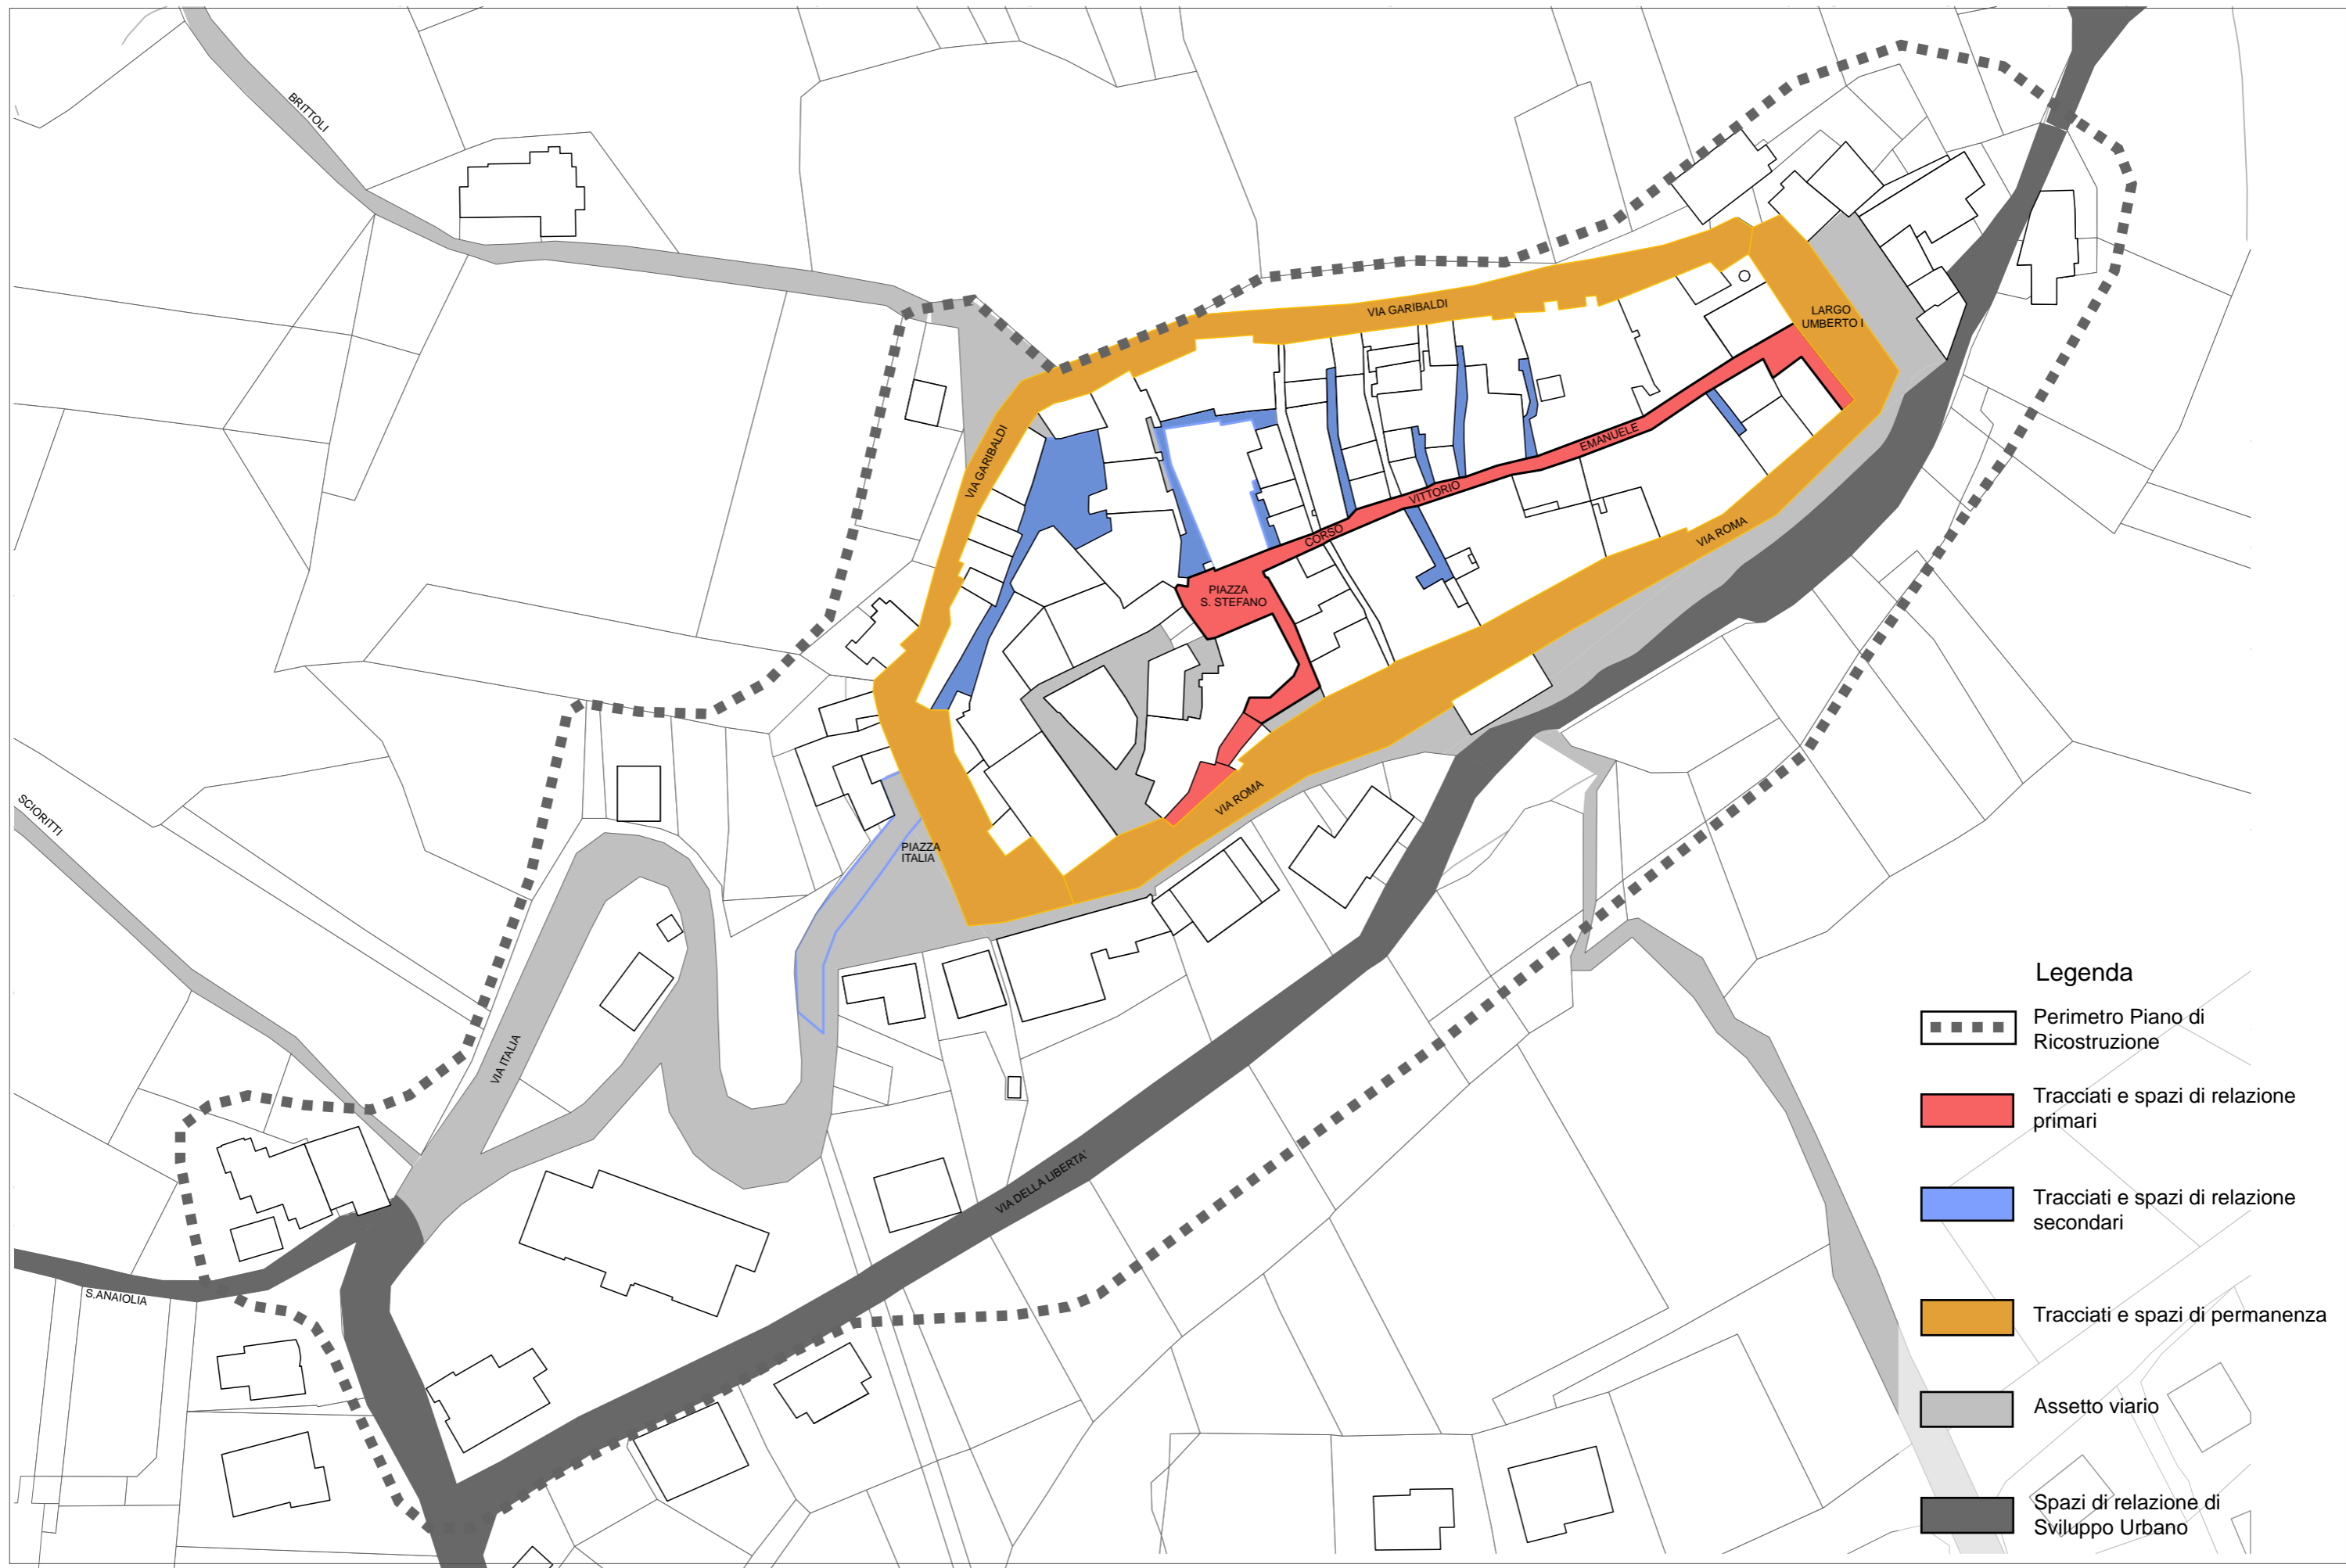 BRITTOLI
VIA GARIBALDI
LARGO
UMBERTO I
VIA GARIBALDI
EMANUELE
VITTORIO
CORSO
VIA ROMA
PIAZZA
S. STEFANO
VIA ROMA
SCIORITTI
PIAZZA
ITALIA
VIA ITALIA
VIA DELLA LIBERTA'
S.ANAIOLIA
Legenda
Perimetro Piano di
Ricostruzione
Tracciati e spazi di relazione
primari
Tracciati e spazi di relazione
secondari
Tracciati e spazi di permanenza
Assetto viario
Spazi di relazione di
Sviluppo Urbano